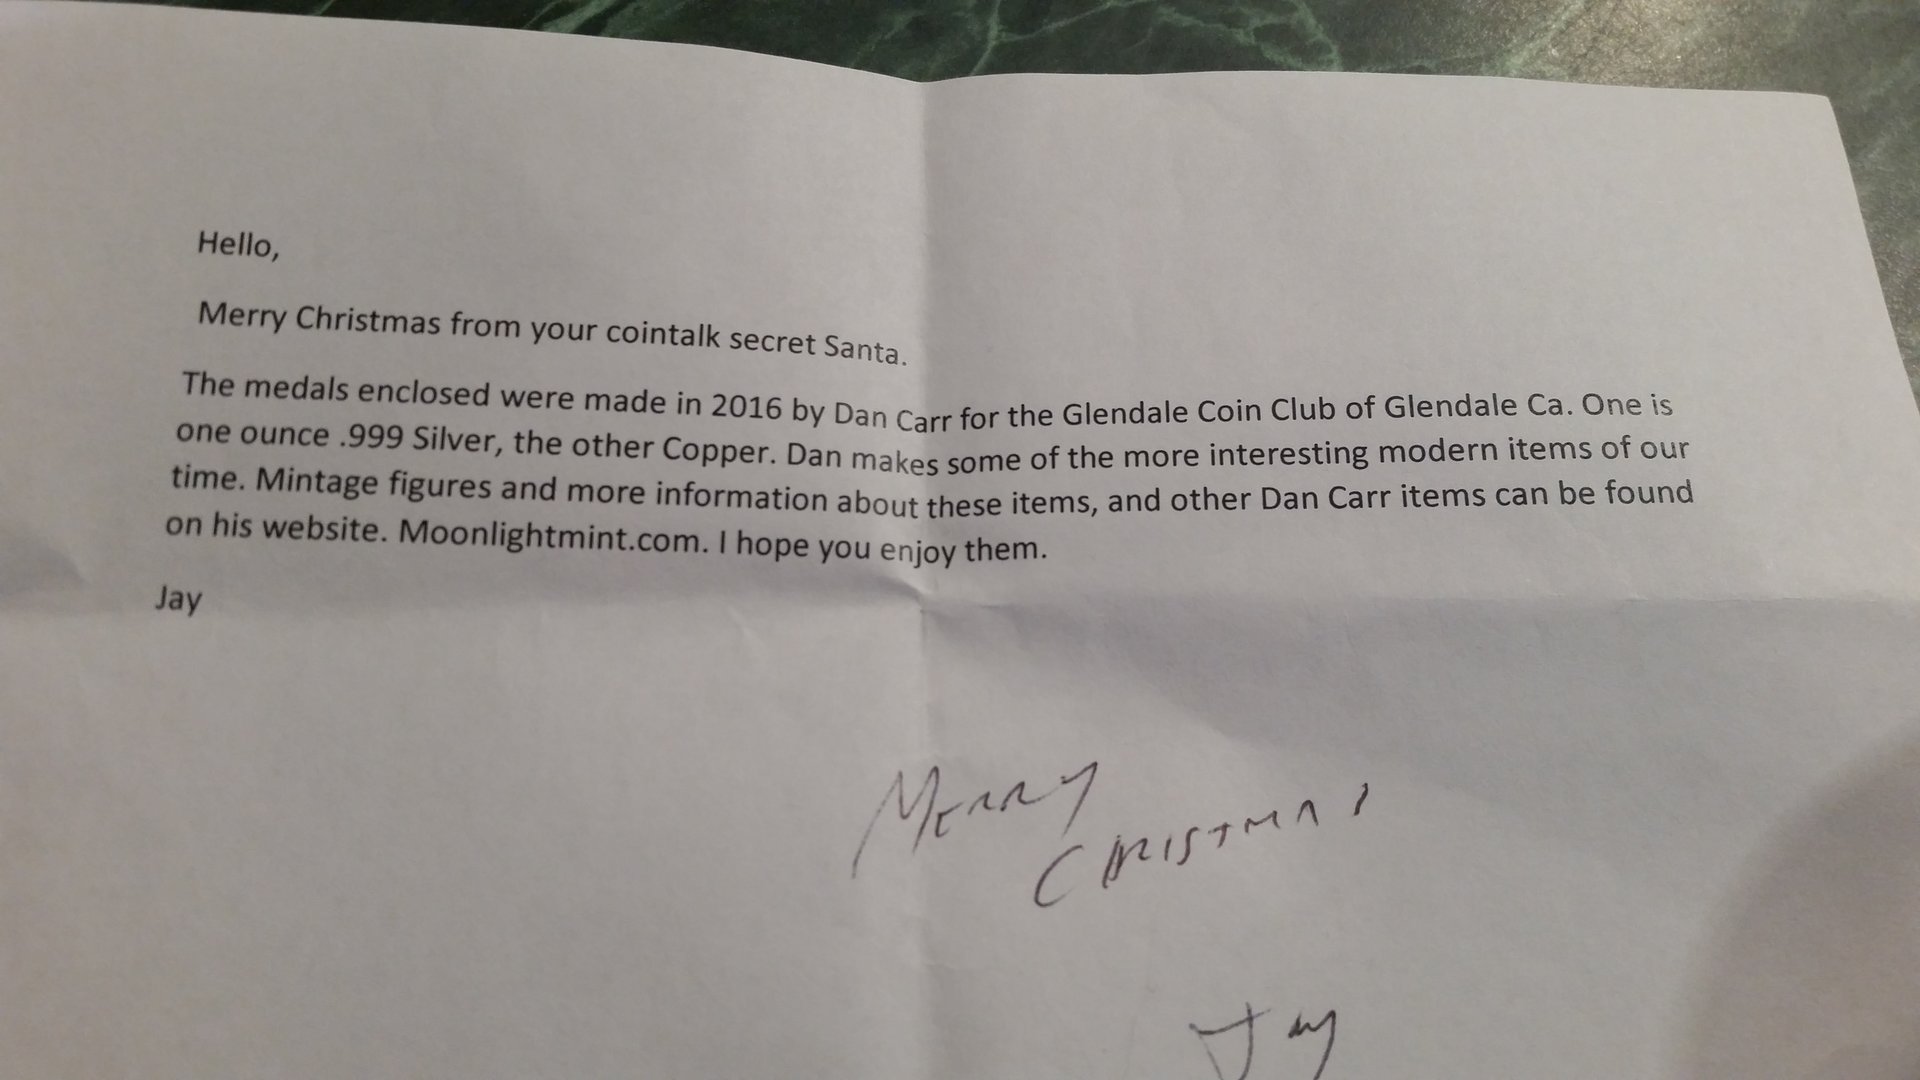 Hello,
Merry Christmas from your cointalk secret Santa.
The medals enclosed were made in 2016 by Dan Carr for the Glendale Coin Club of Glendale Ca. One is
one ounce .999 Silver, the other Copper. Dan makes some of the more interesting modern items of our
time. Mintage figures and more information about these items, and other Dan Carr items can be found
on his website. Moonlightmint.com. I hope you enjoy them.
Jay
MERRY
CHRISTMAS
Jay